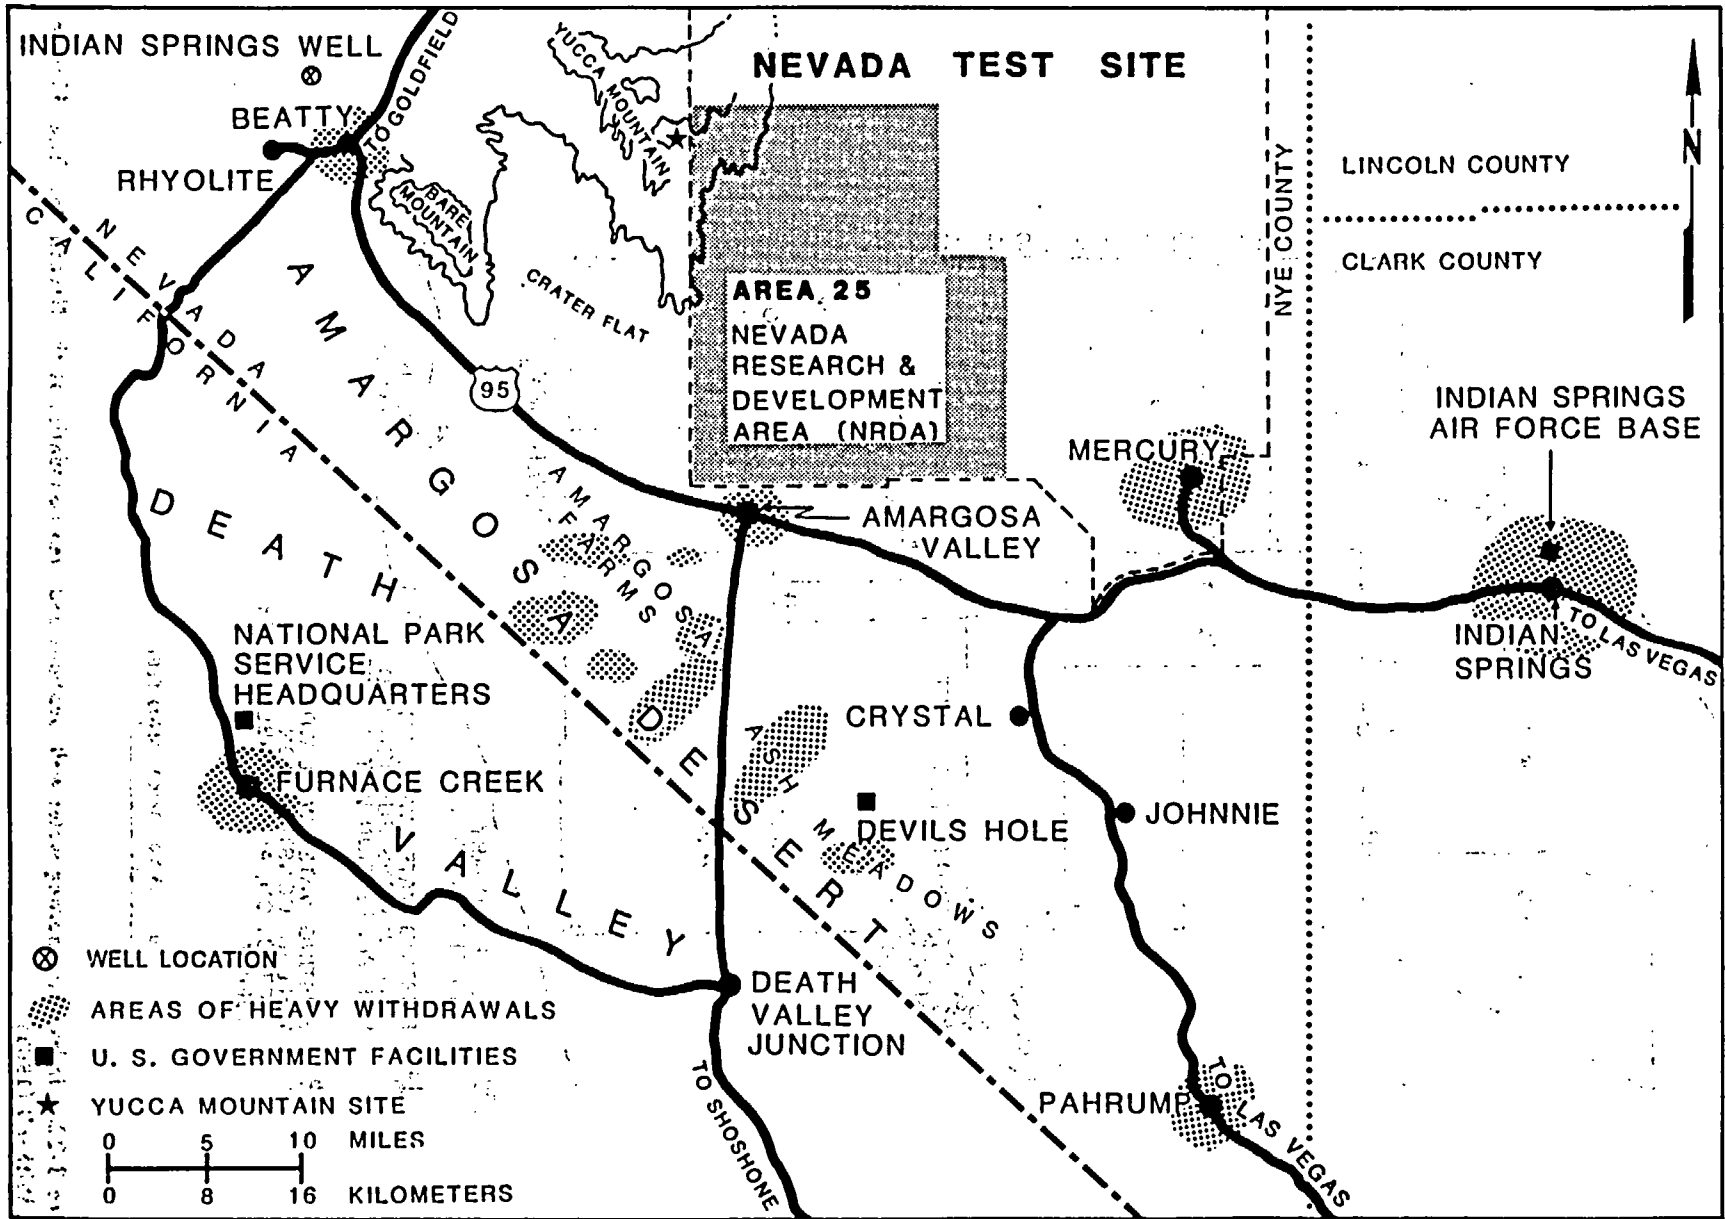 INDIAN SPRINGS WELL
BEATTY
RHYOLITE
TO GOLDFIELD
YUCCA MOUNTAIN
BARE
MOUNTAIN
CRATER FLAT
NEVADA TEST SITE
AREA 25
NEVADA
RESEARCH &
DEVELOPMENT
AREA (NRDA)
NYE COUNTY
LINCOLN COUNTY
CLARK COUNTY
N
NEVADA
CALIFORNIA
95
AMARGOSA DESERT
AMARGOSA
FARMS
AMARGOSA
VALLEY
MERCURY
INDIAN SPRINGS
AIR FORCE BASE
INDIAN
SPRINGS
TO LAS VEGAS
DEATH VALLEY
NATIONAL PARK
SERVICE
HEADQUARTERS
FURNACE CREEK
CRYSTAL
JOHNNIE
ASH MEADOWS
DEVILS HOLE
DEATH
VALLEY
JUNCTION
TO SHOSHONE
PAHRUMP
TO LAS VEGAS
WELL LOCATION
AREAS OF HEAVY WITHDRAWALS
U. S. GOVERNMENT FACILITIES
YUCCA MOUNTAIN SITE
0 5 10 MILES
0 8 16 KILOMETERS